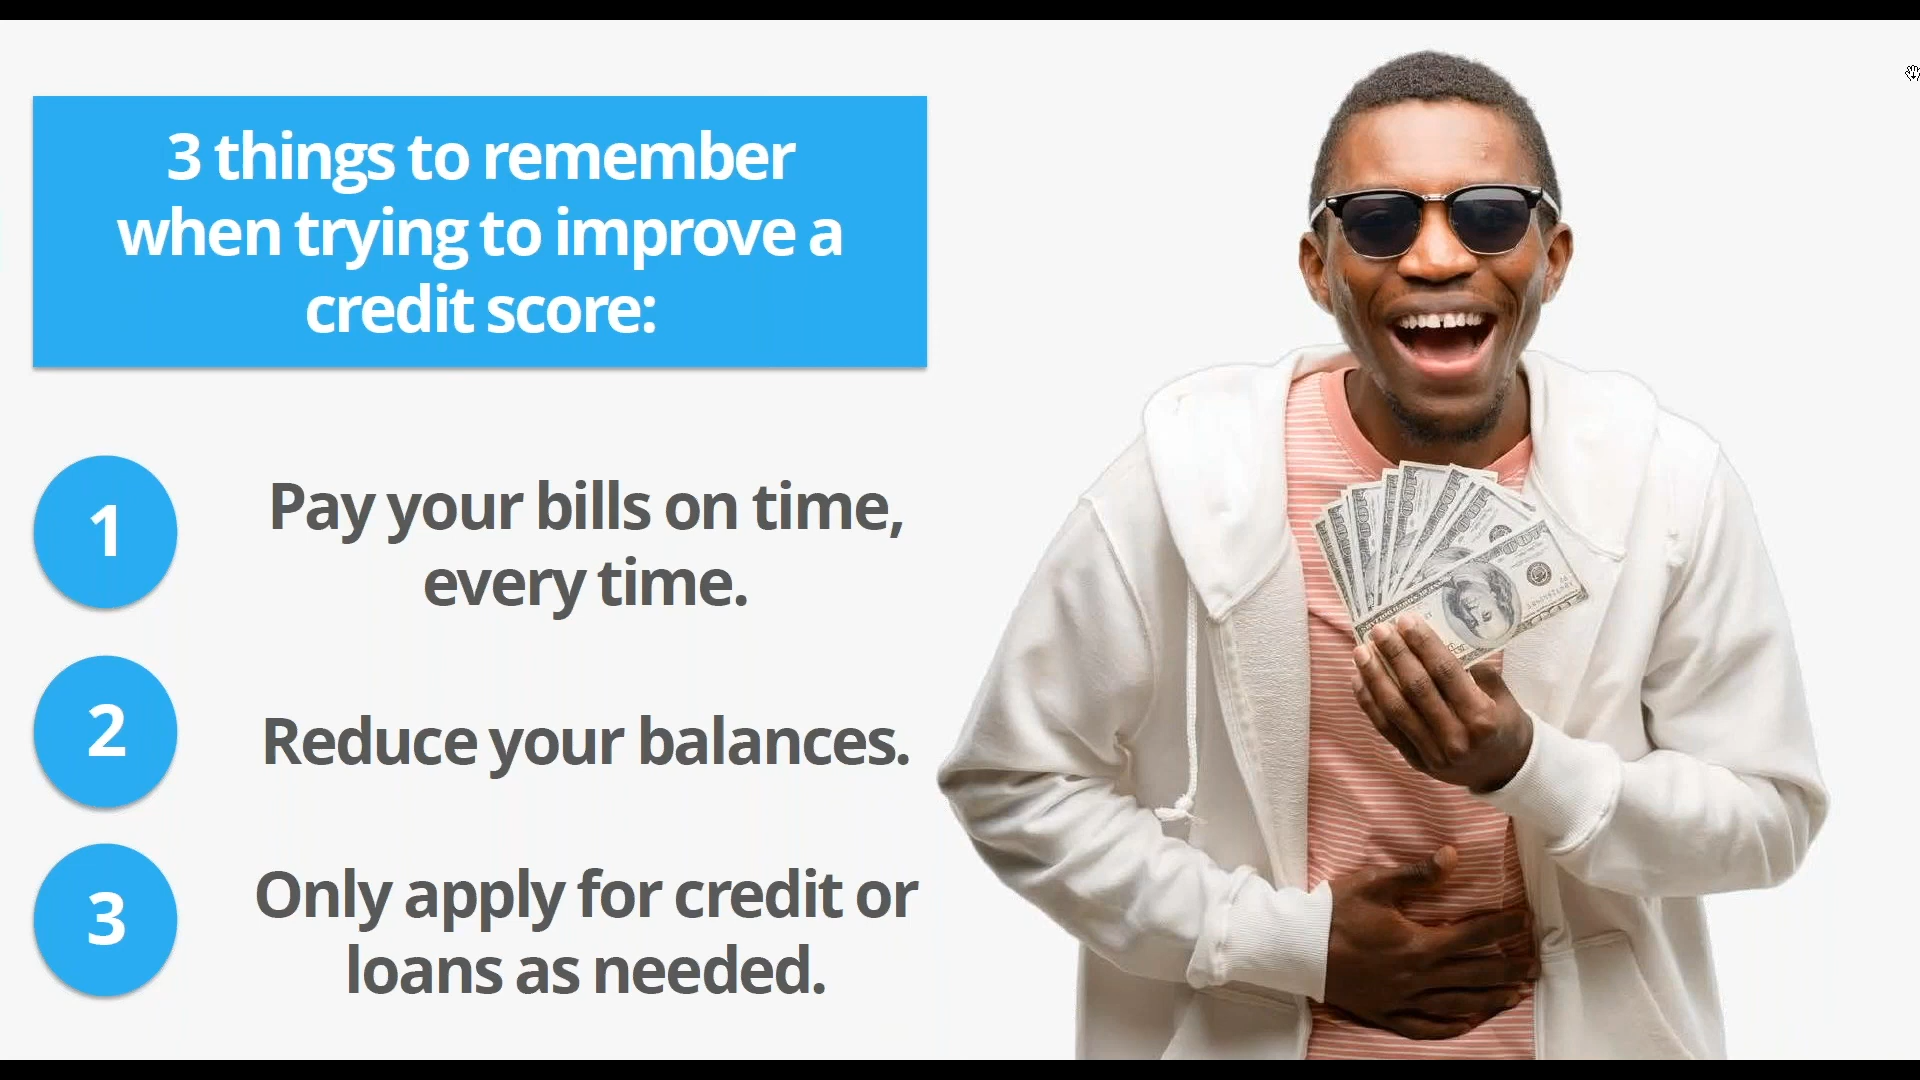 3 things to remember
when trying to improve a
credit score:
1
Pay your bills on time,
every time.
2
Reduce your balances.
3
Only apply for credit or
loans as needed.
100